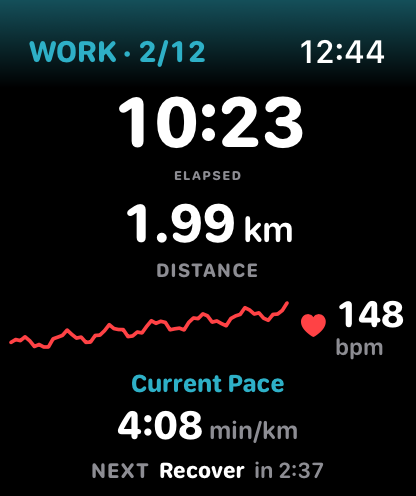 WORK · 2/12 12:44
10:23
ELAPSED
1.99 km
DISTANCE
148
bpm
Current Pace
4:08 min/km
NEXT Recover in 2:37